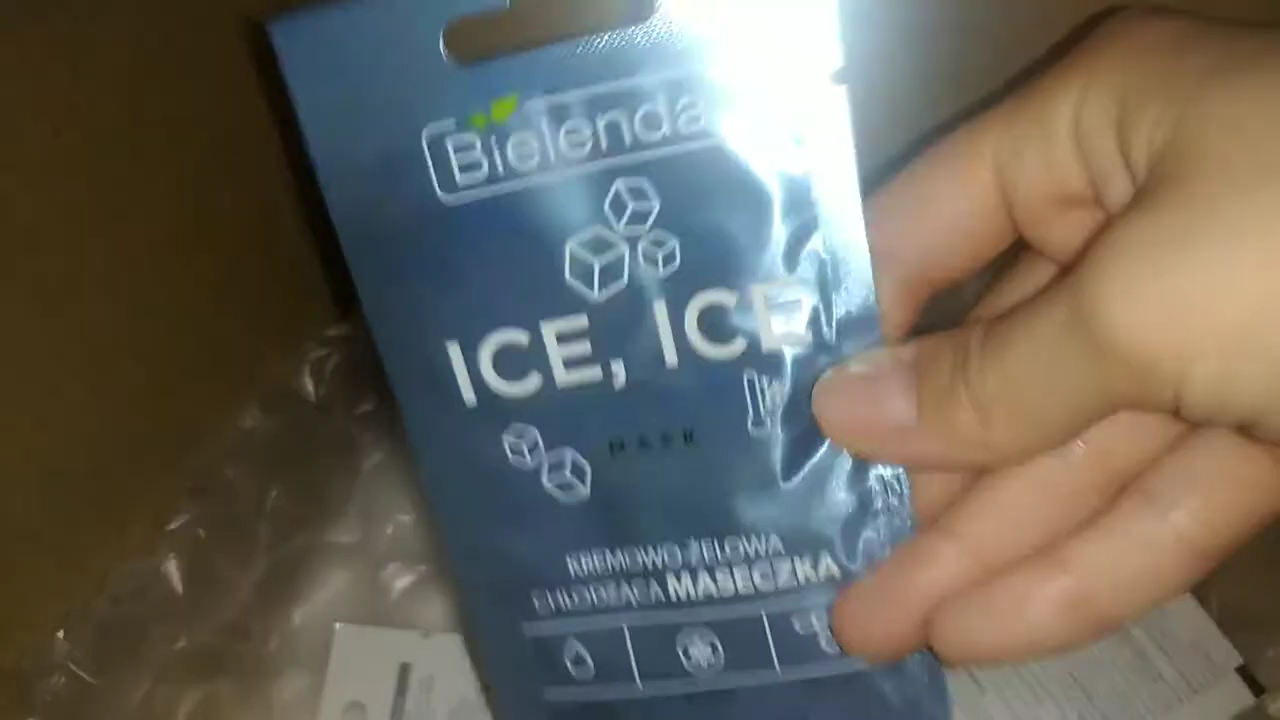 Bielenda
ICE, ICE
MASK
KREMOWO-ŻELOWA
CHŁODZĄCA MASECZKA